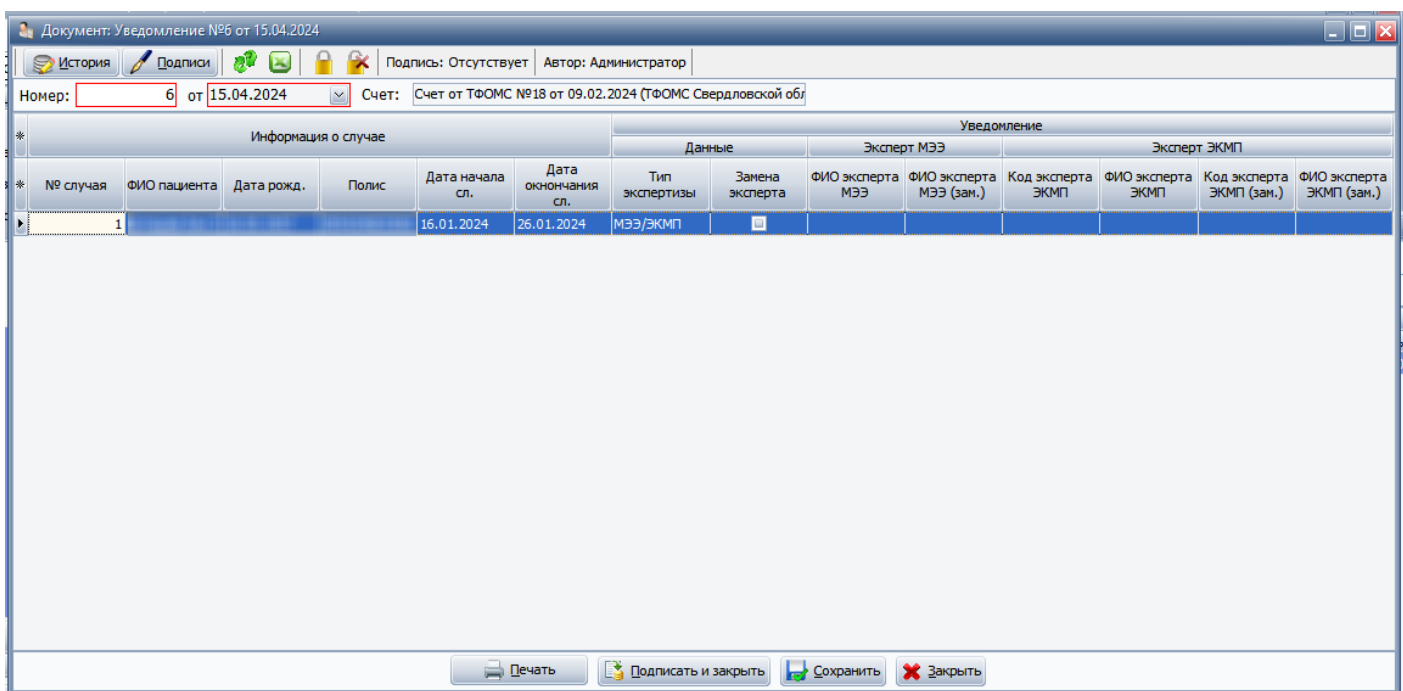 Документ: Уведомление №6 от 15.04.2024
История Подписи Подпись: Отсутствует Автор: Администратор
Номер: 6 от 15.04.2024 Счет: Счет от ТФОМС №18 от 09.02.2024 (ТФОМС Свердловской обл
Информация о случае Уведомление
Данные Эксперт МЭЭ Эксперт ЭКМП
№ случая ФИО пациента Дата рожд. Полис Дата начала сл. Дата окнончания сл. Тип экспертизы Замена эксперта ФИО эксперта МЭЭ ФИО эксперта МЭЭ (зам.) Код эксперта ЭКМП ФИО эксперта ЭКМП Код эксперта ЭКМП (зам.) ФИО эксперта ЭКМП (зам.)
1 16.01.2024 26.01.2024 МЭЭ/ЭКМП
Печать Подписать и закрыть Сохранить Закрыть